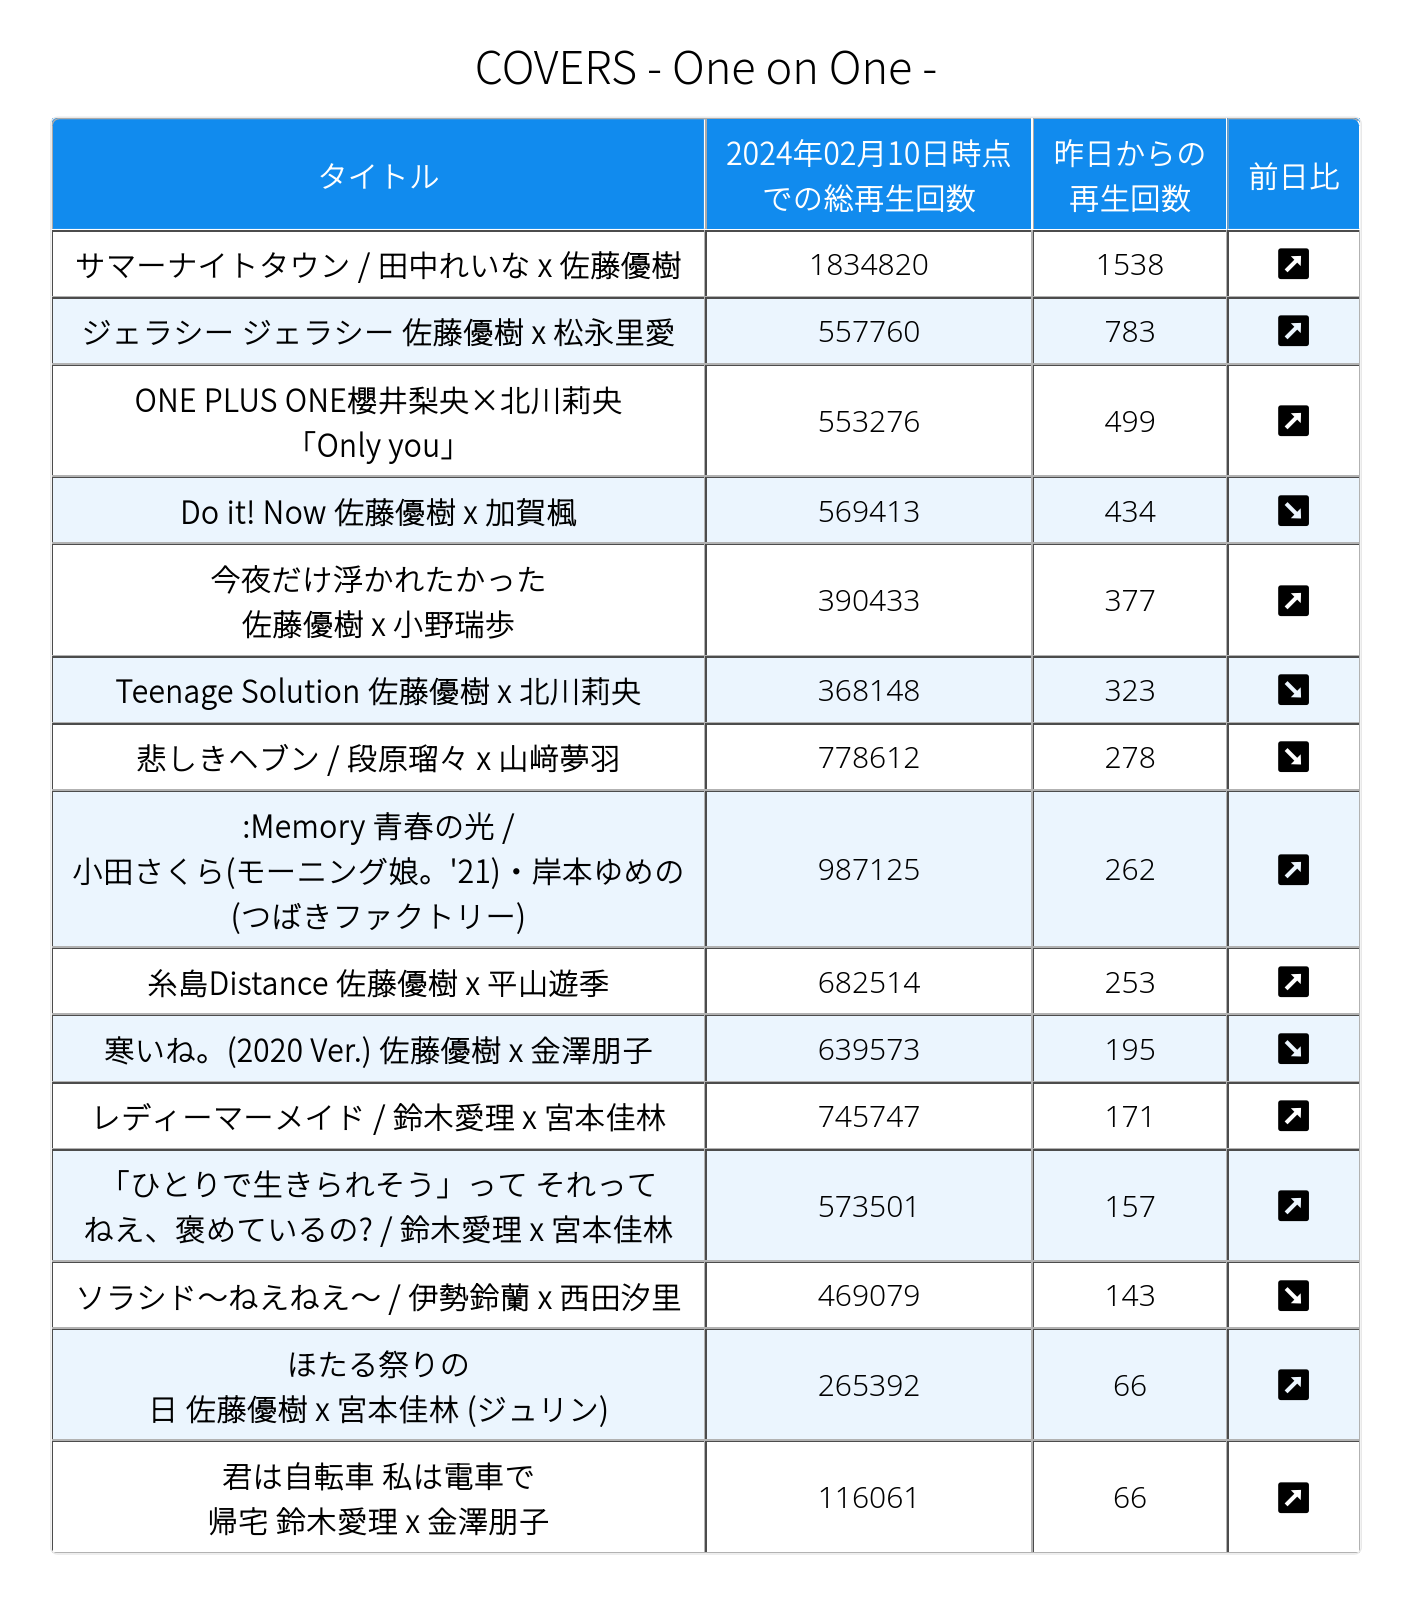 COVERS - One on One -
タイトル
2024年02月10日時点
での総再生回数
昨日からの
再生回数
前日比
サマーナイトタウン / 田中れいな x 佐藤優樹
1834820
1538
ジェラシー ジェラシー 佐藤優樹 x 松永里愛
557760
783
ONE PLUS ONE櫻井梨央×北川莉央
「Only you」
553276
499
Do it! Now 佐藤優樹 x 加賀楓
569413
434
今夜だけ浮かれたかった
佐藤優樹 x 小野瑞歩
390433
377
Teenage Solution 佐藤優樹 x 北川莉央
368148
323
悲しきヘブン / 段原瑠々 x 山﨑夢羽
778612
278
:Memory 青春の光 /
小田さくら(モーニング娘。'21)・岸本ゆめの
(つばきファクトリー)
987125
262
糸島Distance 佐藤優樹 x 平山遊季
682514
253
寒いね。(2020 Ver.) 佐藤優樹 x 金澤朋子
639573
195
レディーマーメイド / 鈴木愛理 x 宮本佳林
745747
171
「ひとりで生きられそう」って それって
ねえ、褒めているの? / 鈴木愛理 x 宮本佳林
573501
157
ソラシド～ねえねえ～ / 伊勢鈴蘭 x 西田汐里
469079
143
ほたる祭りの
日 佐藤優樹 x 宮本佳林 (ジュリン)
265392
66
君は自転車 私は電車で
帰宅 鈴木愛理 x 金澤朋子
116061
66